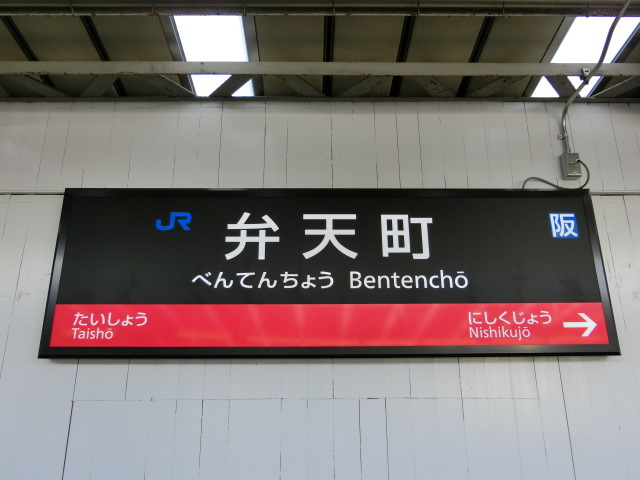 JR 弁天町 阪
べんてんちょう Bentenchō
たいしょう にしくじょう →
Taishō Nishikujō